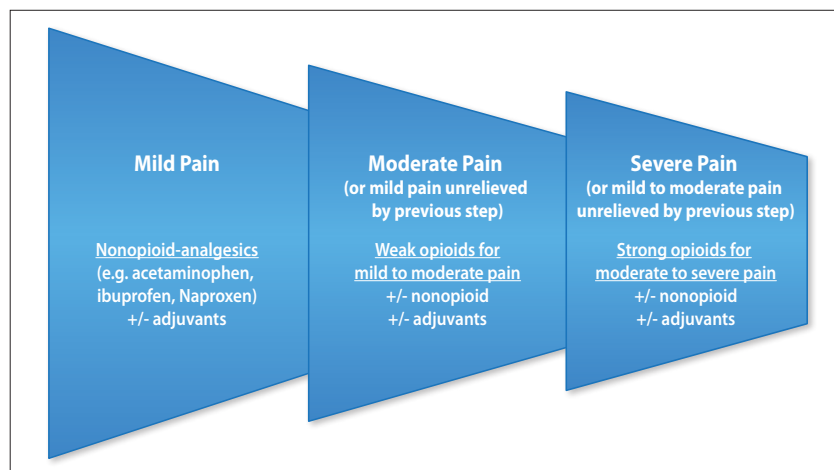 Mild Pain
Nonopioid-analgesics
(e.g. acetaminophen,
ibuprofen, Naproxen)
+/- adjuvants
Moderate Pain
(or mild pain unrelieved
by previous step)
Weak opioids for
mild to moderate pain
+/- nonopioid
+/- adjuvants
Severe Pain
(or mild to moderate pain
unrelieved by previous step)
Strong opioids for
moderate to severe pain
+/- nonopioid
+/- adjuvants